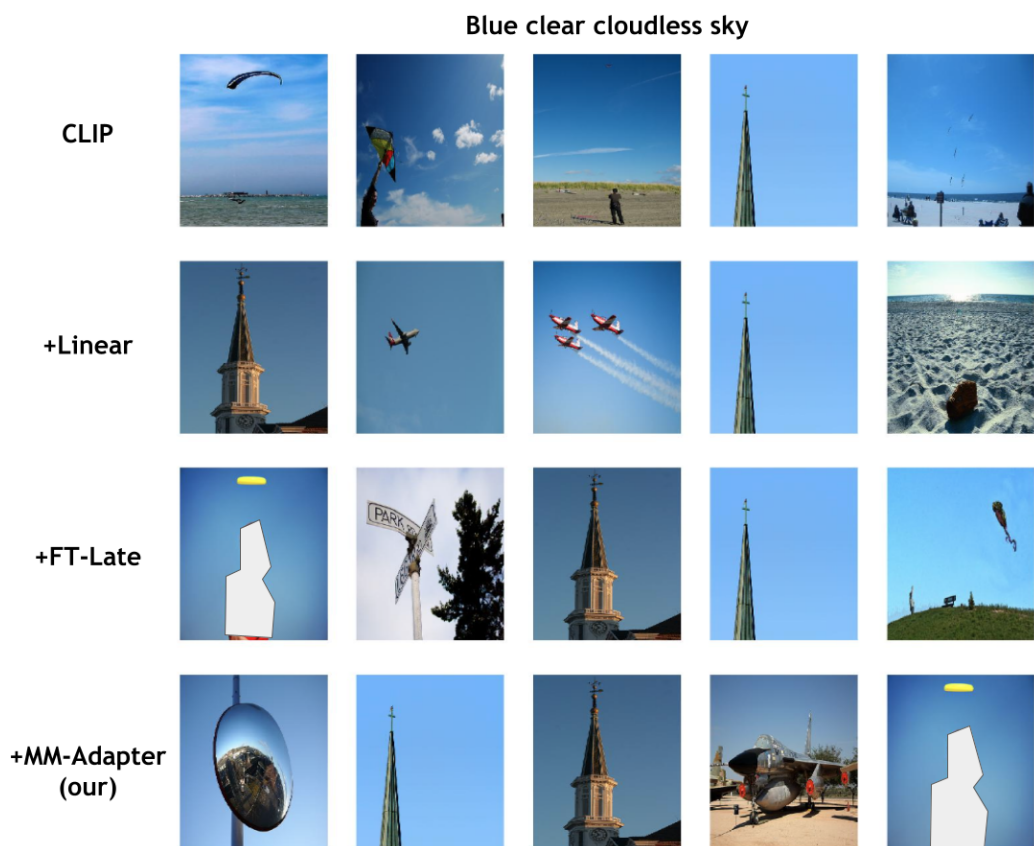 Blue clear cloudless sky
CLIP
+Linear
+FT-Late
PARK
+MM-Adapter
(our)